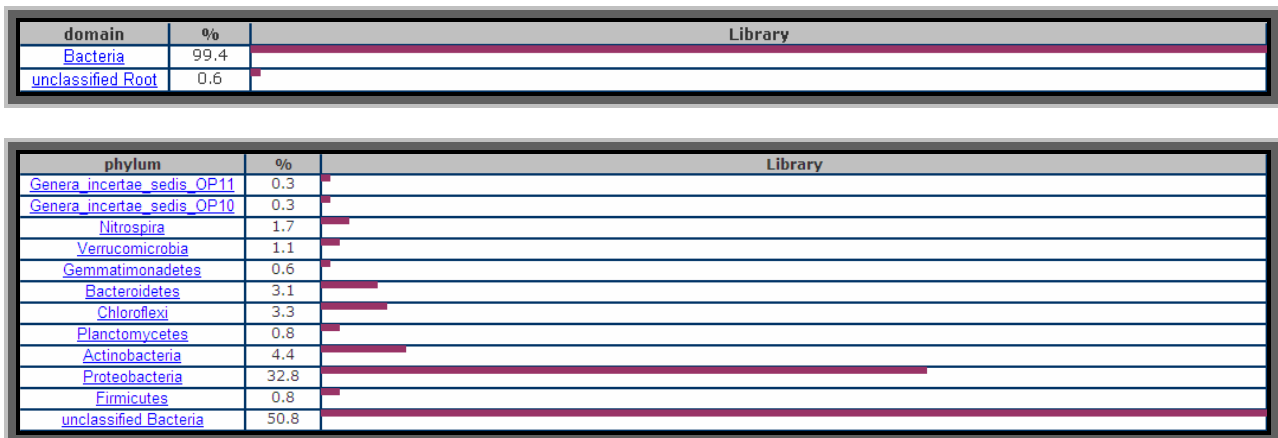 domain % Library
Bacteria 99.4
unclassified Root 0.6
phylum % Library
Genera_incertae_sedis_OP11 0.3
Genera_incertae_sedis_OP10 0.3
Nitrospira 1.7
Verrucomicrobia 1.1
Gemmatimonadetes 0.6
Bacteroidetes 3.1
Chloroflexi 3.3
Planctomycetes 0.8
Actinobacteria 4.4
Proteobacteria 32.8
Firmicutes 0.8
unclassified Bacteria 50.8